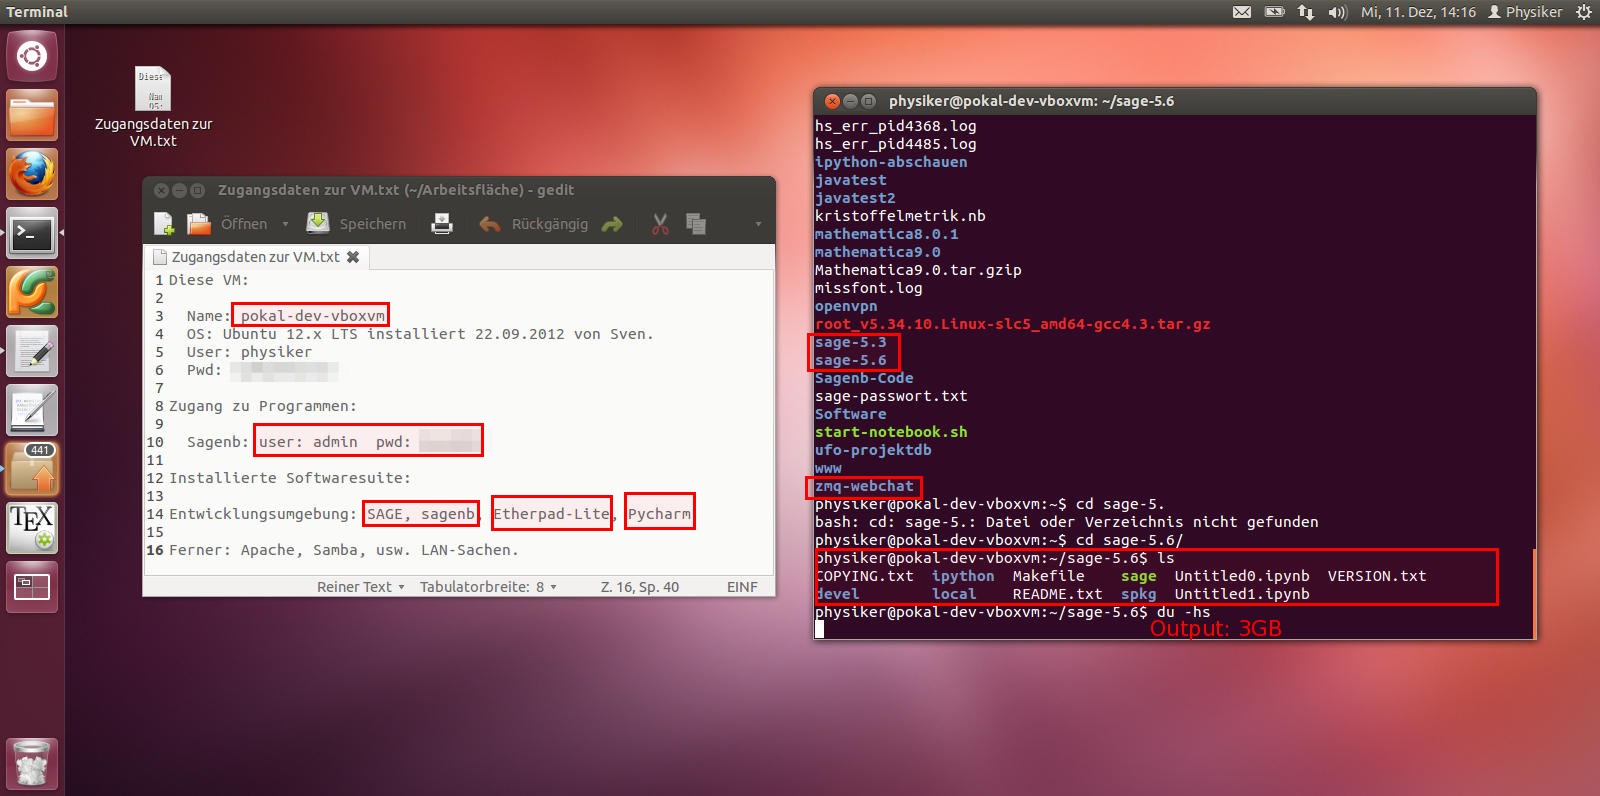 Terminal
Mi, 11. Dez, 14:16 Physiker
441
Zugangsdaten zur
VM.txt
Zugangsdaten zur VM.txt (~/Arbeitsfläche) - gedit
Öffnen Speichern Rückgängig
Zugangsdaten zur VM.txt
1 Diese VM:
2
3 Name: pokal-dev-vboxvm
4 OS: Ubuntu 12.x LTS installiert 22.09.2012 von Sven.
5 User: physiker
6 Pwd:
7
8 Zugang zu Programmen:
9
10 Sagenb: user: admin pwd:
11
12 Installierte Softwaresuite:
13
14 Entwicklungsumgebung: SAGE, sagenb, Etherpad-Lite, Pycharm
15
16 Ferner: Apache, Samba, usw. LAN-Sachen.
Reiner Text Tabulatorbreite: 8 Z. 16, Sp. 40 EINF
physiker@pokal-dev-vboxvm: ~/sage-5.6
hs_err_pid4368.log
hs_err_pid4485.log
ipython-abschauen
javatest
javatest2
kristoffelmetrik.nb
mathematica8.0.1
mathematica9.0
Mathematica9.0.tar.gzip
missfont.log
openvpn
root_v5.34.10.Linux-slc5_amd64-gcc4.3.tar.gz
sage-5.3
sage-5.6
Sagenb-Code
sage-passwort.txt
Software
start-notebook.sh
ufo-projektdb
www
zmq-webchat
physiker@pokal-dev-vboxvm:~$ cd sage-5.
bash: cd: sage-5.: Datei oder Verzeichnis nicht gefunden
physiker@pokal-dev-vboxvm:~$ cd sage-5.6/
physiker@pokal-dev-vboxvm:~/sage-5.6$ ls
COPYING.txt ipython Makefile sage Untitled0.ipynb VERSION.txt
devel local README.txt spkg Untitled1.ipynb
physiker@pokal-dev-vboxvm:~/sage-5.6$ du -hs
Output: 3GB
TEX